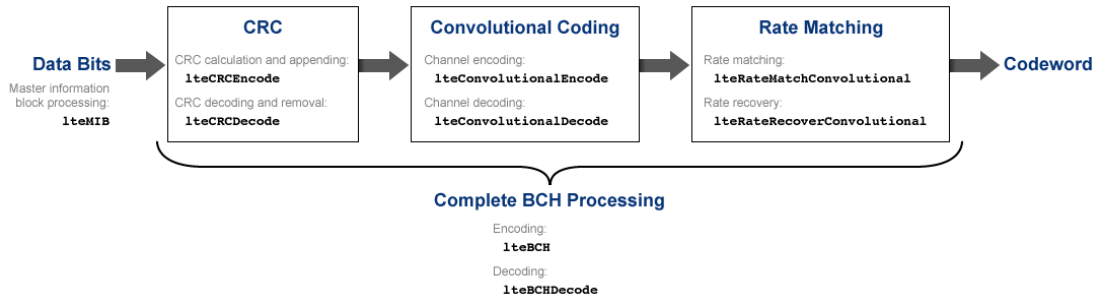 Data Bits
Master information
block processing:
lteMIB
CRC
CRC calculation and appending:
lteCRCEncode
CRC decoding and removal:
lteCRCDecode
Convolutional Coding
Channel encoding:
lteConvolutionalEncode
Channel decoding:
lteConvolutionalDecode
Rate Matching
Rate matching:
lteRateMatchConvolutional
Rate recovery:
lteRateRecoverConvolutional
Codeword
Complete BCH Processing
Encoding:
lteBCH
Decoding:
lteBCHDecode